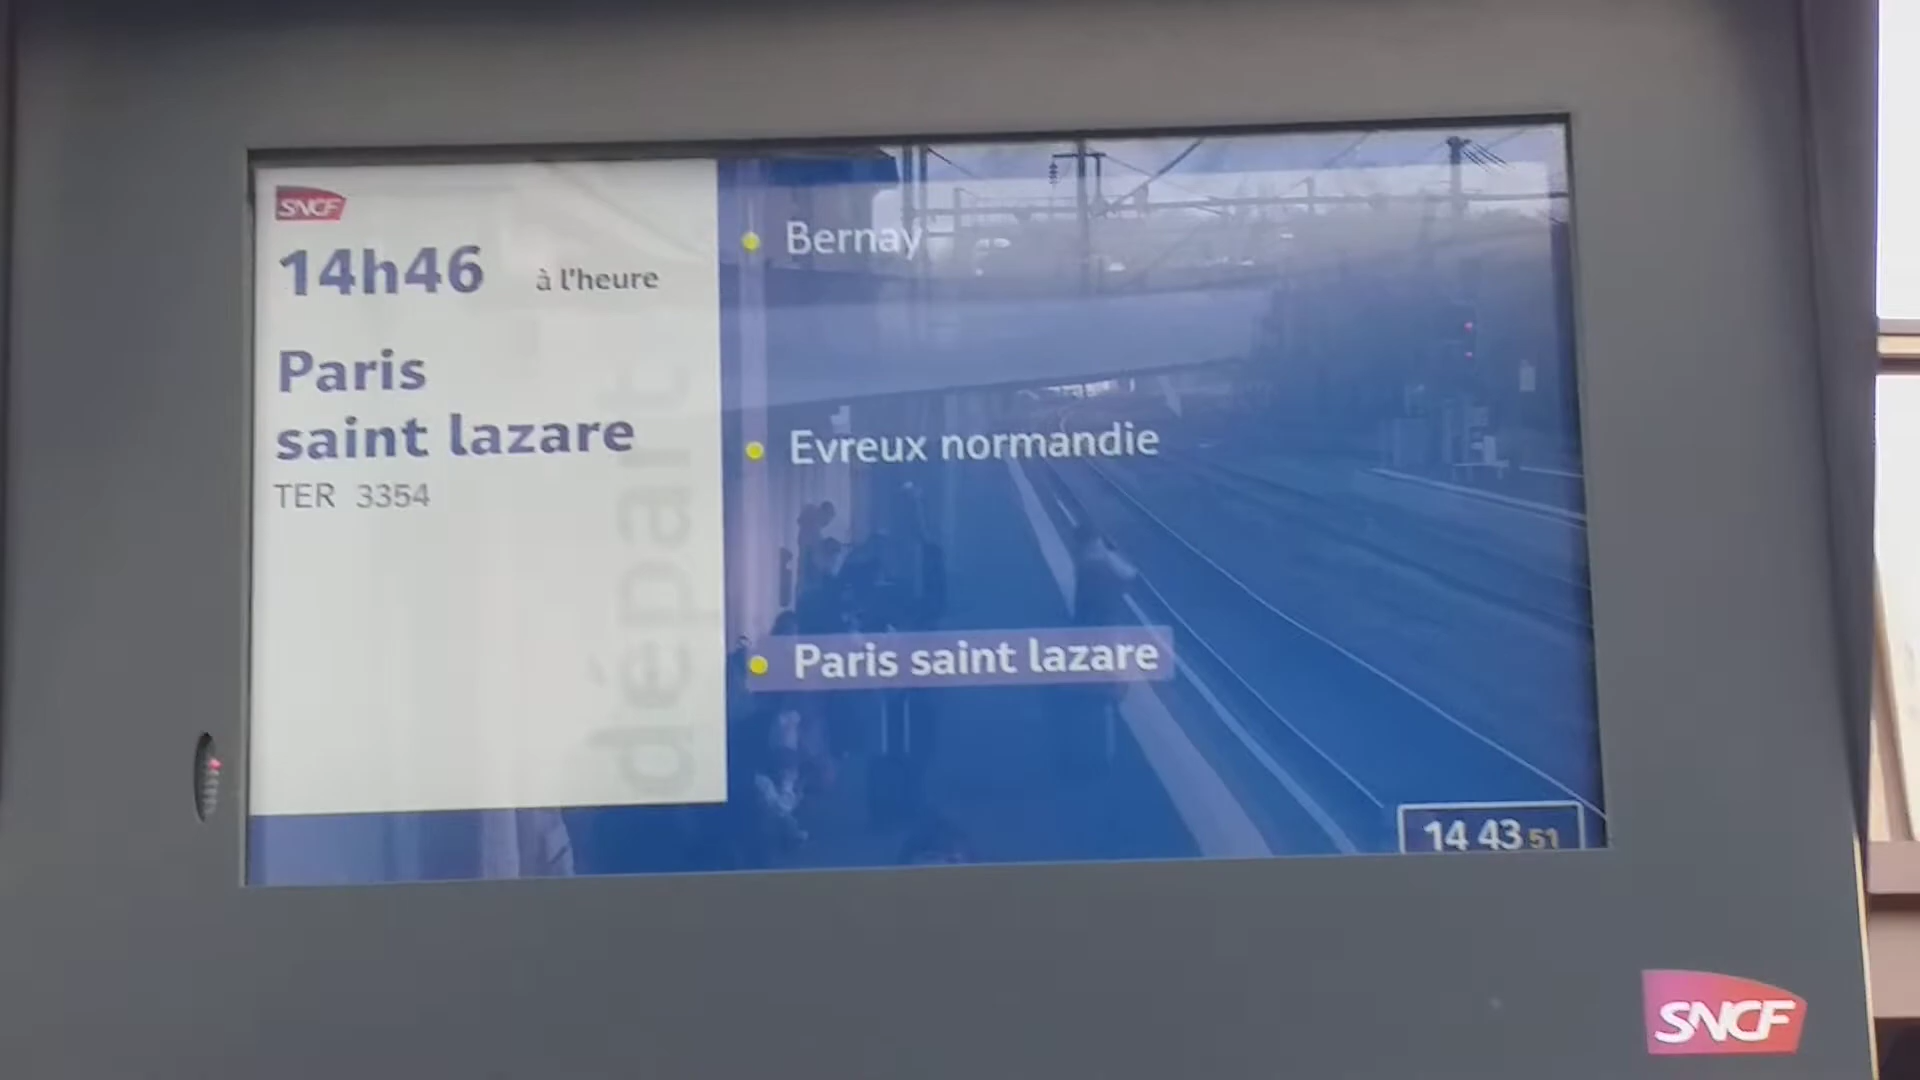 SNCF
14h46 à l'heure
Paris
saint lazare
TER 3354
départ
Bernay
Evreux normandie
Paris saint lazare
14 43 51
SNCF